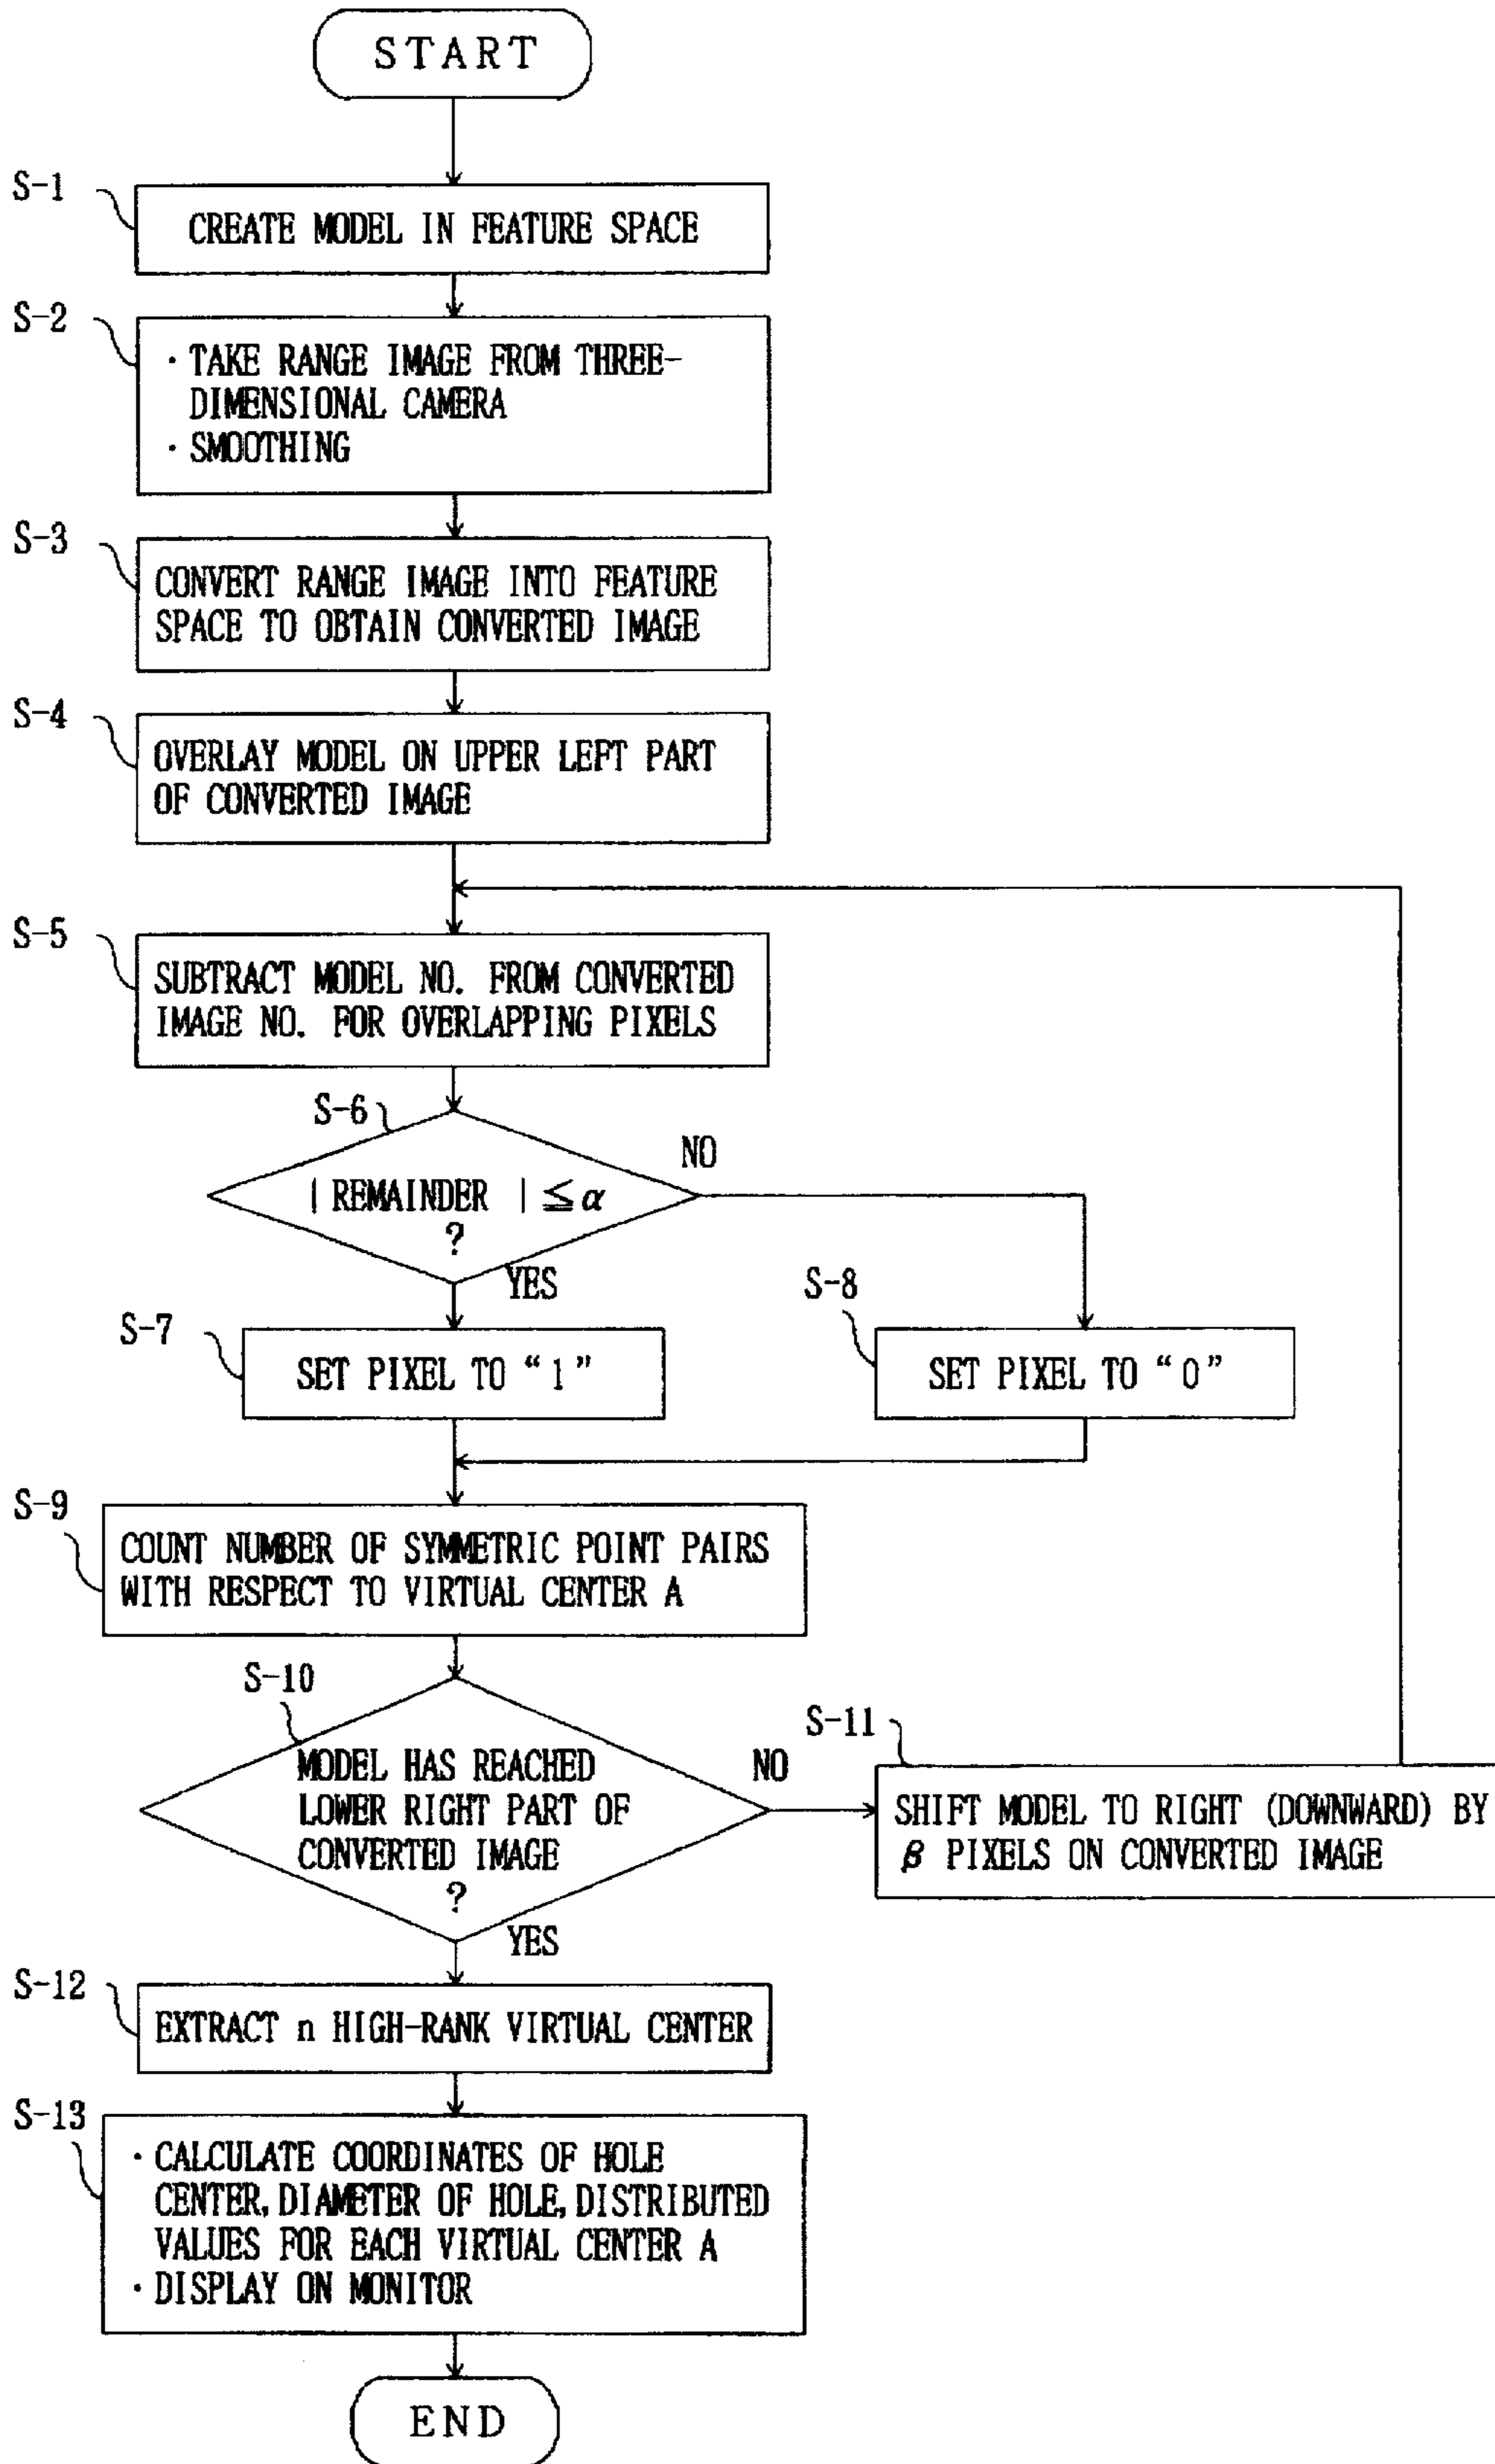 START
S-1
CREATE MODEL IN FEATURE SPACE
S-2
· TAKE RANGE IMAGE FROM THREE-
DIMENSIONAL CAMERA
· SMOOTHING
S-3
CONVERT RANGE IMAGE INTO FEATURE
SPACE TO OBTAIN CONVERTED IMAGE
S-4
OVERLAY MODEL ON UPPER LEFT PART
OF CONVERTED IMAGE
S-5
SUBTRACT MODEL NO. FROM CONVERTED
IMAGE NO. FOR OVERLAPPING PIXELS
S-6
| REMAINDER | ≦ α
?
NO
YES
S-7
SET PIXEL TO “1”
S-8
SET PIXEL TO “0”
S-9
COUNT NUMBER OF SYMMETRIC POINT PAIRS
WITH RESPECT TO VIRTUAL CENTER A
S-10
MODEL HAS REACHED
LOWER RIGHT PART OF
CONVERTED IMAGE
?
NO
YES
S-11
SHIFT MODEL TO RIGHT (DOWNWARD) BY
β PIXELS ON CONVERTED IMAGE
S-12
EXTRACT n HIGH-RANK VIRTUAL CENTER
S-13
· CALCULATE COORDINATES OF HOLE
CENTER, DIAMETER OF HOLE, DISTRIBUTED
VALUES FOR EACH VIRTUAL CENTER A
· DISPLAY ON MONITOR
END